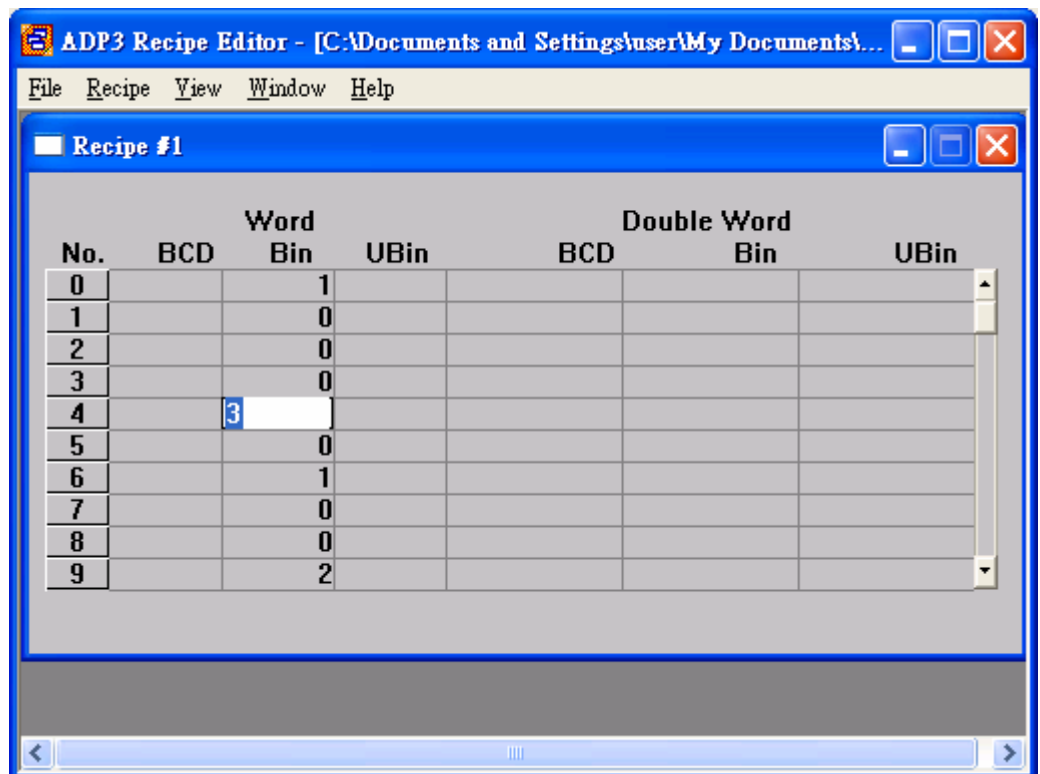 ADP3 Recipe Editor - [C:\Documents and Settings\user\My Documents\...
File Recipe View Window Help
Recipe #1
Word Double Word
No. BCD Bin UBin BCD Bin UBin
0 1
1 0
2 0
3 0
4 3
5 0
6 1
7 0
8 0
9 2